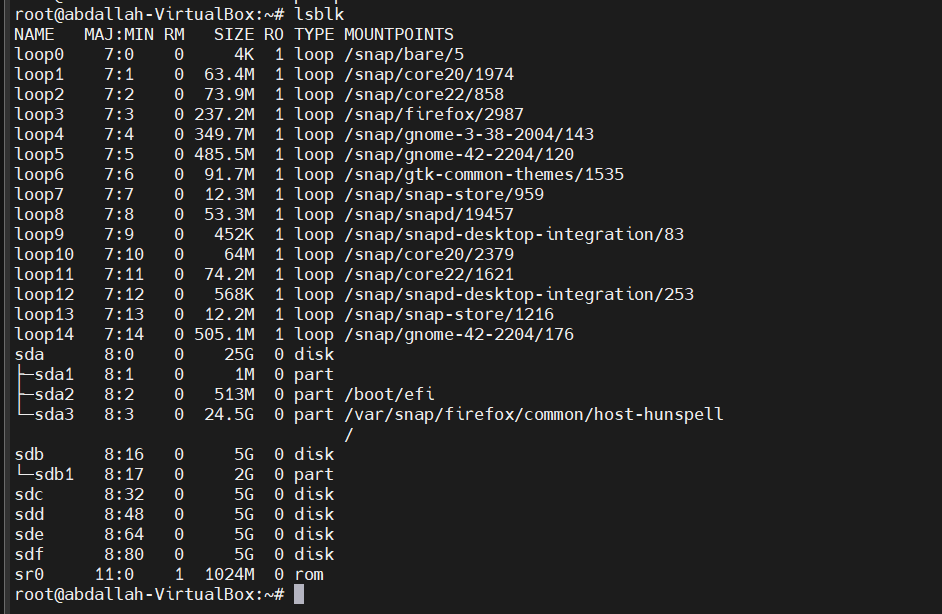 root@abdallah-VirtualBox:~# lsblk
NAME   MAJ:MIN RM   SIZE RO TYPE MOUNTPOINTS
loop0    7:0    0     4K  1 loop /snap/bare/5
loop1    7:1    0  63.4M  1 loop /snap/core20/1974
loop2    7:2    0  73.9M  1 loop /snap/core22/858
loop3    7:3    0 237.2M  1 loop /snap/firefox/2987
loop4    7:4    0 349.7M  1 loop /snap/gnome-3-38-2004/143
loop5    7:5    0 485.5M  1 loop /snap/gnome-42-2204/120
loop6    7:6    0  91.7M  1 loop /snap/gtk-common-themes/1535
loop7    7:7    0  12.3M  1 loop /snap/snap-store/959
loop8    7:8    0  53.3M  1 loop /snap/snapd/19457
loop9    7:9    0   452K  1 loop /snap/snapd-desktop-integration/83
loop10   7:10   0    64M  1 loop /snap/core20/2379
loop11   7:11   0  74.2M  1 loop /snap/core22/1621
loop12   7:12   0   568K  1 loop /snap/snapd-desktop-integration/253
loop13   7:13   0  12.2M  1 loop /snap/snap-store/1216
loop14   7:14   0 505.1M  1 loop /snap/gnome-42-2204/176
sda      8:0    0    25G  0 disk
├─sda1   8:1    0     1M  0 part
├─sda2   8:2    0   513M  0 part /boot/efi
└─sda3   8:3    0  24.5G  0 part /var/snap/firefox/common/host-hunspell
                                 /
sdb      8:16   0     5G  0 disk
└─sdb1   8:17   0     2G  0 part
sdc      8:32   0     5G  0 disk
sdd      8:48   0     5G  0 disk
sde      8:64   0     5G  0 disk
sdf      8:80   0     5G  0 disk
sr0     11:0    1  1024M  0 rom
root@abdallah-VirtualBox:~#